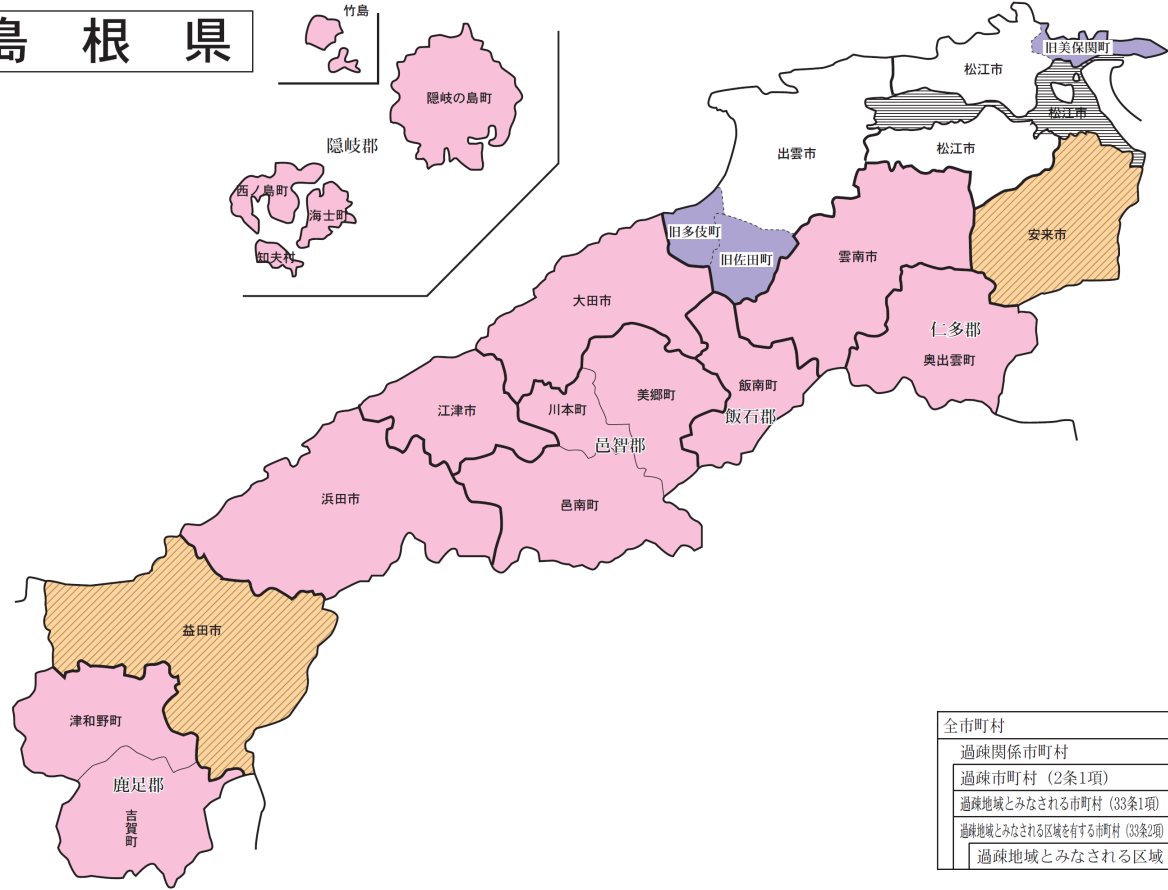 島根県
竹島
隠岐の島町
隠岐郡
西ノ島町
海士町
知夫村
旧美保関町
松江市
松江市
松江市
出雲市
安来市
旧多伎町
旧佐田町
雲南市
大田市
仁多郡
奥出雲町
飯南町
飯石郡
美郷町
川本町
江津市
邑智郡
浜田市
邑南町
益田市
津和野町
鹿足郡
吉賀町
全市町村
過疎関係市町村
過疎市町村（2条1項）
過疎地域とみなされる市町村（33条1項）
過疎地域とみなされる区域を有する市町村（33条2項）
過疎地域とみなされる区域